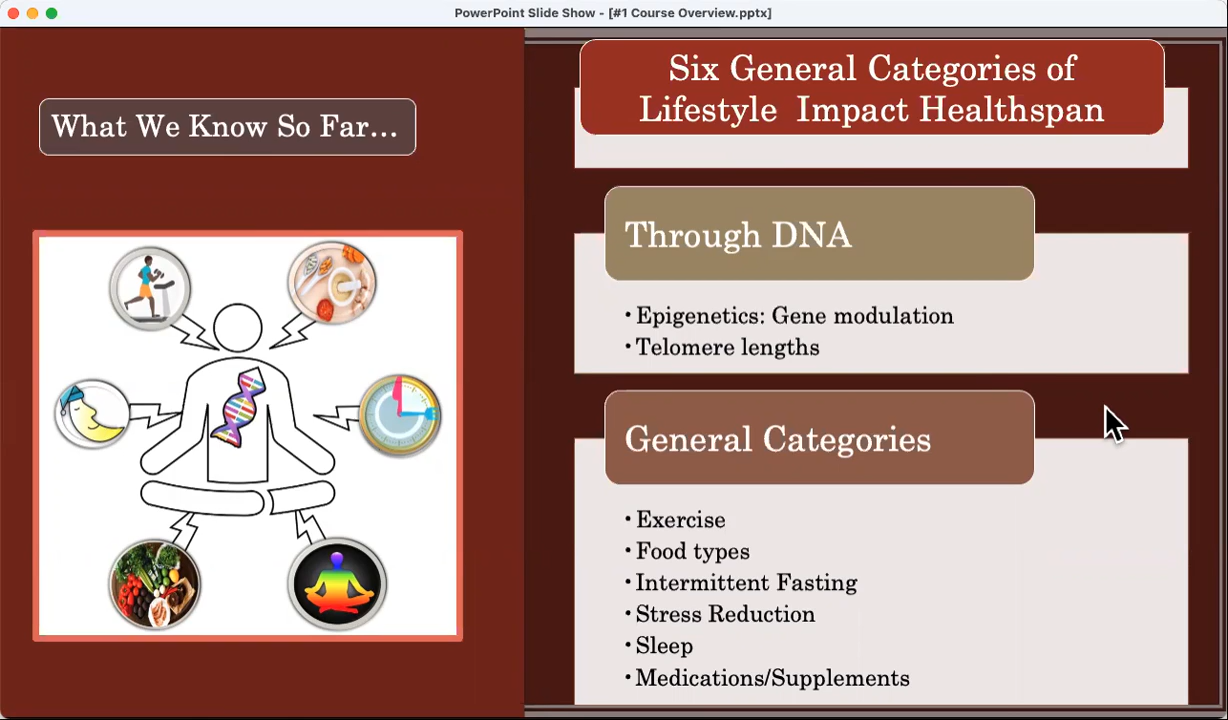 PowerPoint Slide Show - [#1 Course Overview.pptx]
What We Know So Far...
Six General Categories of
Lifestyle Impact Healthspan
Through DNA
• Epigenetics: Gene modulation
• Telomere lengths
General Categories
• Exercise
• Food types
• Intermittent Fasting
• Stress Reduction
• Sleep
• Medications/Supplements